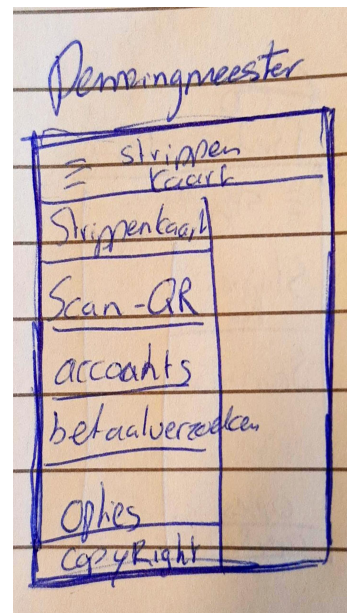 Penningmeester
strippen
kaart
Strippenkaart
Scan-QR
accounts
betaalverzoeken
Opties
CopyRight